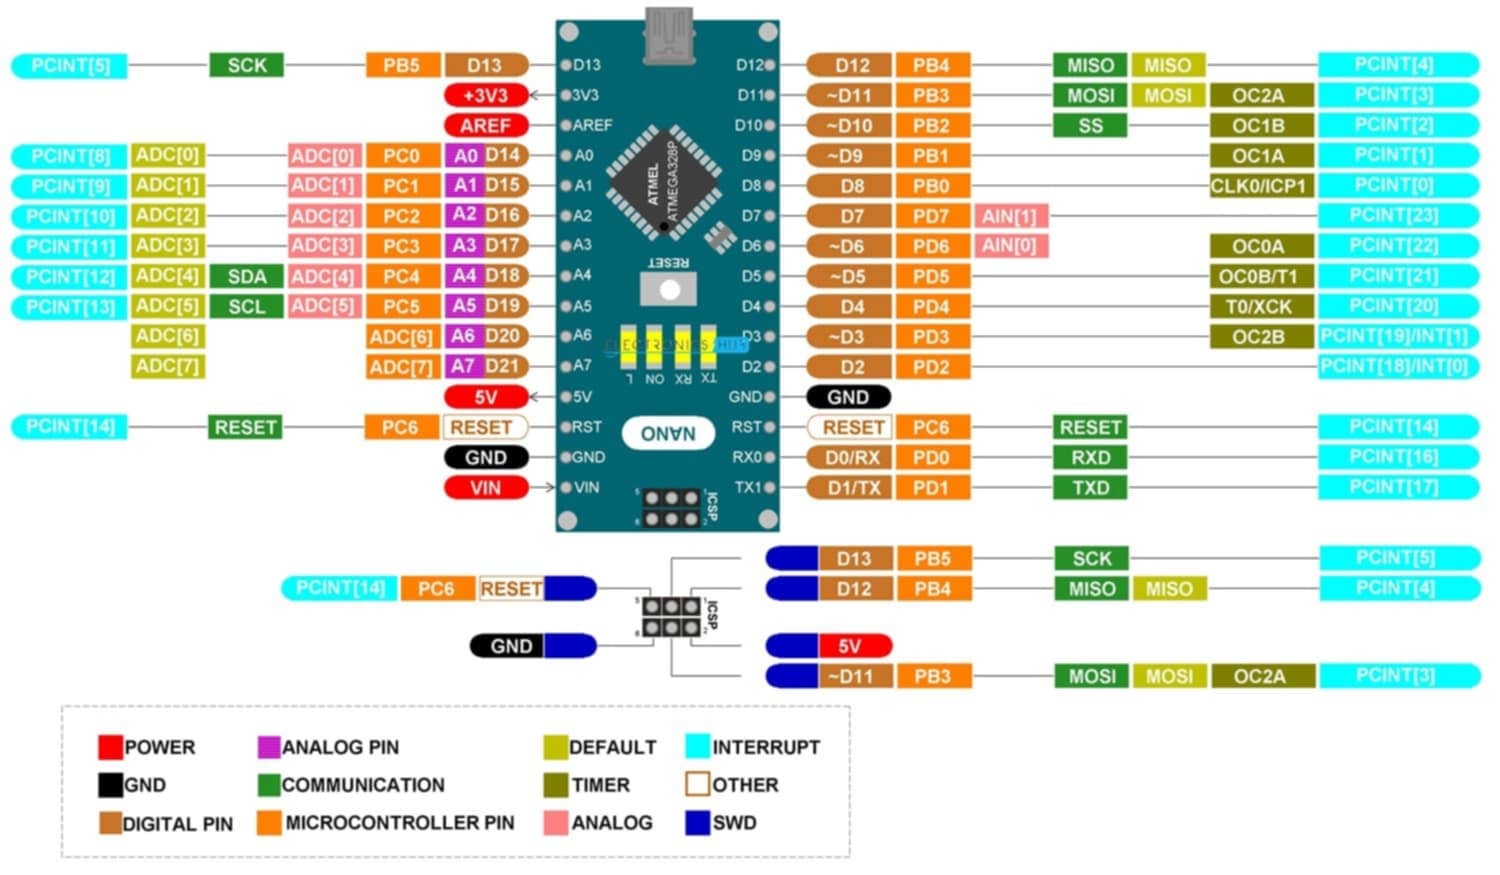 PCINT[5] SCK PB5 D13 D13 D12 D12 PB4 MISO MISO PCINT[4]
+3V3 3V3 D11 ~D11 PB3 MOSI MOSI OC2A PCINT[3]
AREF AREF D10 ~D10 PB2 SS OC1B PCINT[2]
PCINT[8] ADC[0] ADC[0] PC0 A0 D14 A0 D9 ~D9 PB1 OC1A PCINT[1]
PCINT[9] ADC[1] ADC[1] PC1 A1 D15 A1 D8 D8 PB0 CLK0/ICP1 PCINT[0]
ATMEL
ATMEGA328P
PCINT[10] ADC[2] ADC[2] PC2 A2 D16 A2 D7 D7 PD7 AIN[1] PCINT[23]
PCINT[11] ADC[3] ADC[3] PC3 A3 D17 A3 D6 ~D6 PD6 AIN[0] OC0A PCINT[22]
RESET
PCINT[12] ADC[4] SDA ADC[4] PC4 A4 D18 A4 D5 ~D5 PD5 OC0B/T1 PCINT[21]
PCINT[13] ADC[5] SCL ADC[5] PC5 A5 D19 A5 D4 D4 PD4 T0/XCK PCINT[20]
ADC[6] ADC[6] A6 D20 A6 D3 ~D3 PD3 OC2B PCINT[19]/INT[1]
ELECTRONICS HUB
ADC[7] ADC[7] A7 D21 A7 D2 D2 PD2 PCINT[18]/INT[0]
L ON RX TX
5V 5V GND GND
PCINT[14] RESET PC6 RESET RST RST RESET PC6 RESET PCINT[14]
NANO
GND GND RX0 D0/RX PD0 RXD PCINT[16]
VIN VIN TX1 D1/TX PD1 TXD PCINT[17]
5 1
ICSP
6 2
D13 PB5 SCK PCINT[5]
PCINT[14] PC6 RESET D12 PB4 MISO MISO PCINT[4]
5 1
ICSP
6 2
GND 5V
~D11 PB3 MOSI MOSI OC2A PCINT[3]
POWER ANALOG PIN DEFAULT INTERRUPT
GND COMMUNICATION TIMER OTHER
DIGITAL PIN MICROCONTROLLER PIN ANALOG SWD